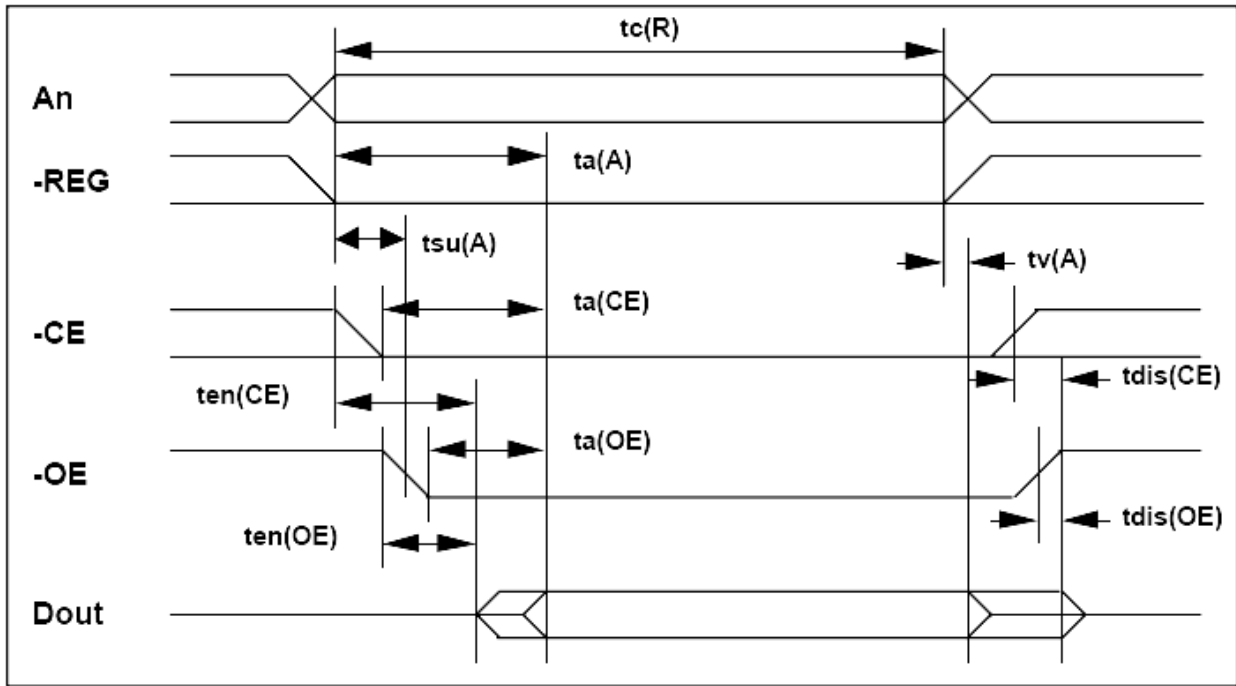 tc(R)
An
ta(A)
-REG
tsu(A)
tv(A)
ta(CE)
-CE
tdis(CE)
ten(CE)
ta(OE)
-OE
tdis(OE)
ten(OE)
Dout